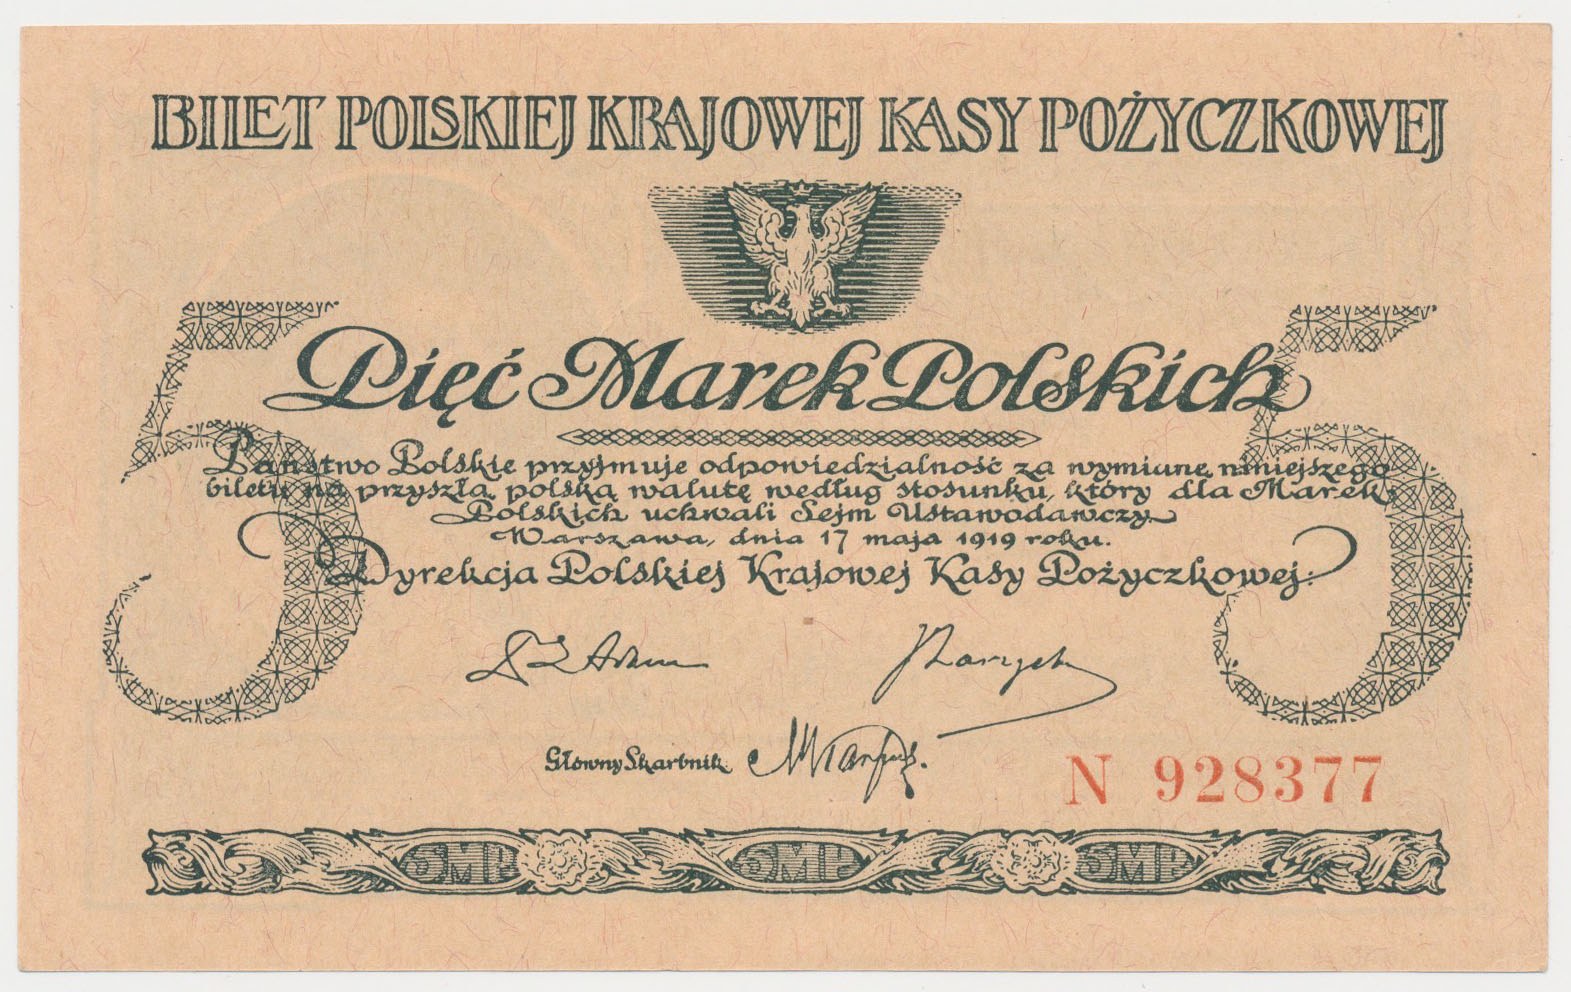 BILET POLSKIEJ KRAJOWEJ KASY POŻYCZKOWEJ
5 5
Pięć Marek Polskich
Państwo Polskie przyjmuje odpowiedzialność za wymianę niniejszego
biletu na przyszłą polską walutę według stosunku, który dla Marek
Polskich uchwali Sejm Ustawodawczy
Warszawa, dnia 17 maja 1919 roku.
Dyrekcja Polskiej Krajowej Kasy Pożyczkowej:
Główny Skarbnik
N 928377
5MP 5MP 5MP